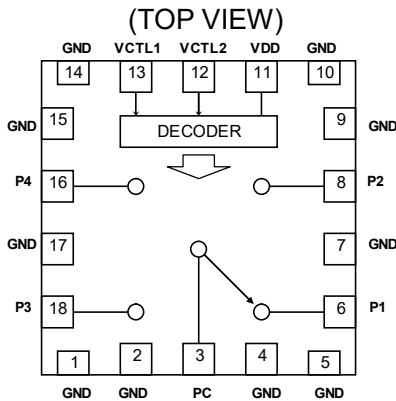 (TOP VIEW)
GND VCTL1 VCTL2 VDD GND
14 13 12 11 10
GND 15 9 GND
DECODER
P4 16 8 P2
GND 17 7 GND
P3 18 6 P1
1 2 3 4 5
GND GND PC GND GND